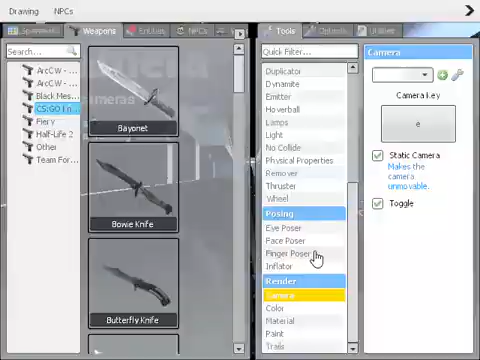 Drawing NPCs
Spawnlists Weapons Entities NPCs
Tools Options Utilities
Search...
ArcCW - ...
ArcCW - ...
Black Mes...
CS:GO Kn...
Fiery
Half-Life 2
Other
Team For...
Bayonet
Bowie Knife
Butterfly Knife
Quick Filter...
Duplicator
Dynamite
Emitter
Hoverball
Lamps
Light
No Collide
Physical Properties
Remover
Thruster
Wheel
Posing
Eye Poser
Face Poser
Finger Poser
Inflator
Render
Camera
Color
Material
Paint
Trails
Camera
Camera Key
e
Static Camera
Makes the
camera
unmovable.
Toggle